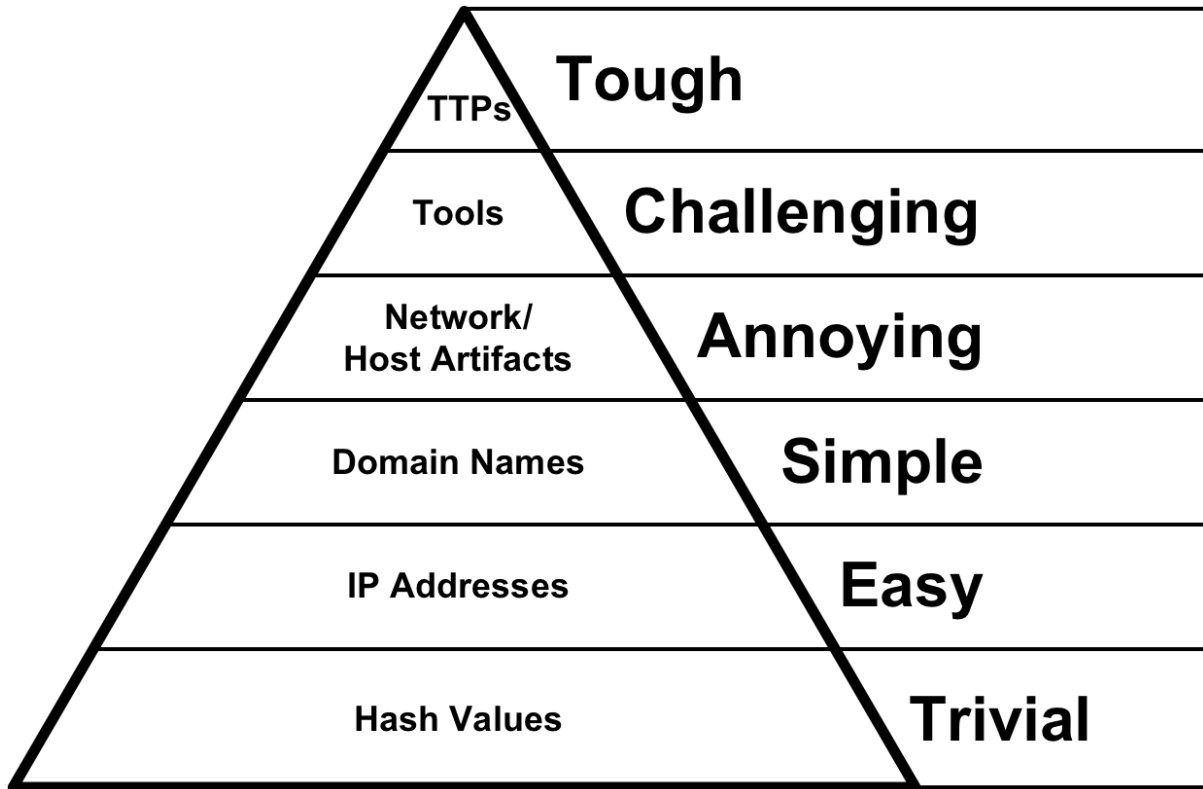 TTPs
Tough
Tools
Challenging
Network/
Host Artifacts
Annoying
Domain Names
Simple
IP Addresses
Easy
Hash Values
Trivial